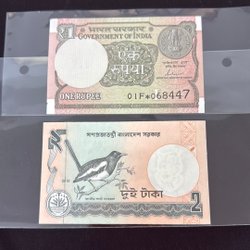 भारत सरकार
GOVERNMENT OF INDIA
एक
रुपया
ONE RUPEE
01F*068447
গণপ্রজাতন্ত্রী বাংলাদেশ সরকার
দুই টাকা
2